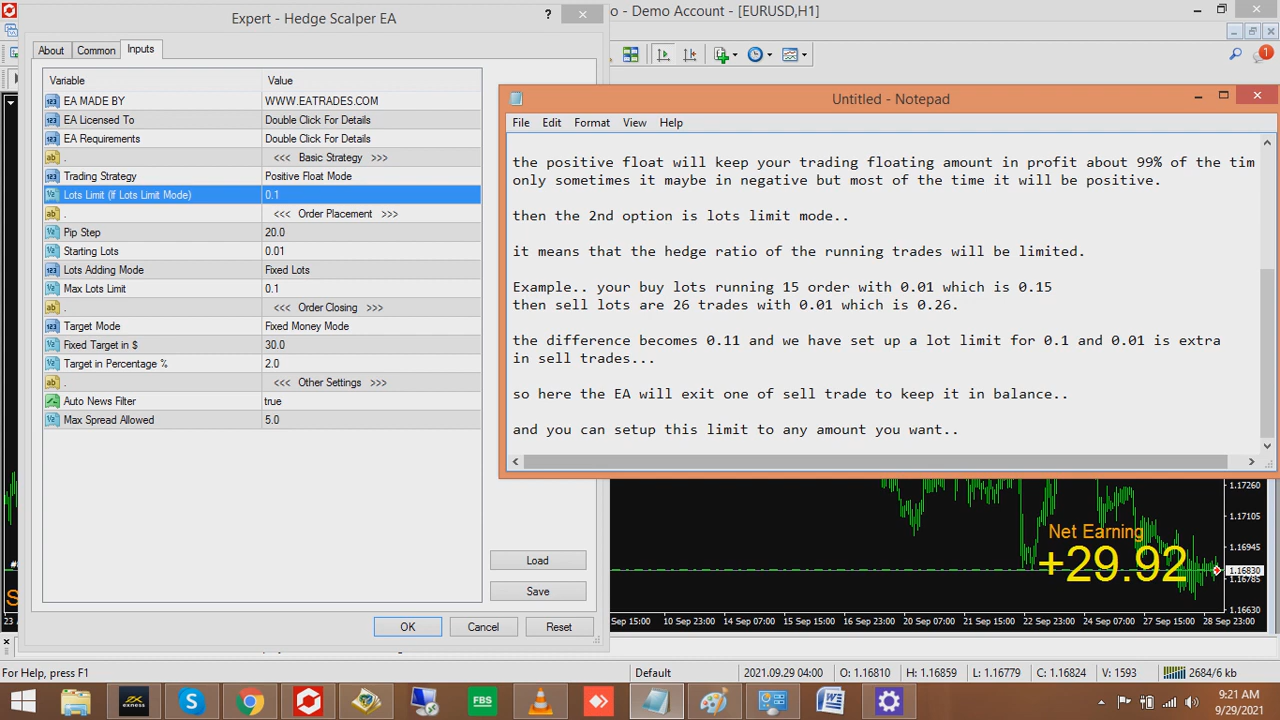 Expert - Hedge Scalper EA
?
o - Demo Account - [EURUSD,H1]
About Common Inputs
Variable Value
EA MADE BY WWW.EATRADES.COM
EA Licensed To Double Click For Details
EA Requirements Double Click For Details
. <<< Basic Strategy >>>
Trading Strategy Positive Float Mode
Lots Limit (If Lots Limit Mode) 0.1
. <<< Order Placement >>>
Pip Step 20.0
Starting Lots 0.01
Lots Adding Mode Fixed Lots
Max Lots Limit 0.1
. <<< Order Closing >>>
Target Mode Fixed Money Mode
Fixed Target in $ 30.0
Target in Percentage % 2.0
. <<< Other Settings >>>
Auto News Filter true
Max Spread Allowed 5.0
Load
Save
OK Cancel Reset
Untitled - Notepad
File Edit Format View Help
the positive float will keep your trading floating amount in profit about 99% of the tim
only sometimes it maybe in negative but most of the time it will be positive.
then the 2nd option is lots limit mode..
it means that the hedge ratio of the running trades will be limited.
Example.. your buy lots running 15 order with 0.01 which is 0.15
then sell lots are 26 trades with 0.01 which is 0.26.
the difference becomes 0.11 and we have set up a lot limit for 0.1 and 0.01 is extra
in sell trades...
so here the EA will exit one of sell trade to keep it in balance..
and you can setup this limit to any amount you want..
1.17260
1.17105
1.16945
1.16830
1.16785
1.16630
Net Earning
+29.92
23
Sep 15:00 10 Sep 23:00 14 Sep 07:00 15 Sep 15:00 16 Sep 23:00 20 Sep 07:00 21 Sep 15:00 22 Sep 23:00 24 Sep 07:00 27 Sep 15:00 28 Sep 23:00
For Help, press F1 Default 2021.09.29 04:00 O: 1.16810 H: 1.16859 L: 1.16779 C: 1.16824 V: 1593 2684/6 kb
exness
FBS
9:21 AM
9/29/2021